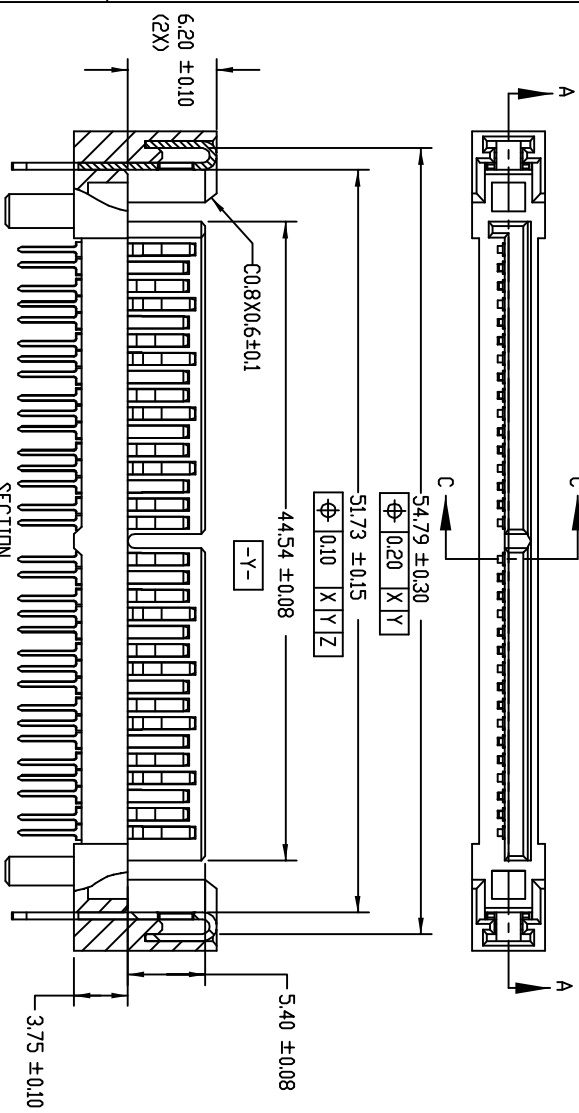 A
A
C
C
54.79 ±0.30
⌖ 0.20 X Y
51.73 ±0.15
⌖ 0.10 X Y Z
44.54 ±0.08
-Y-
C0.8X0.6±0.1
6.20 ±0.10
(2X)
5.40 ±0.08
3.75 ±0.10
SECTION